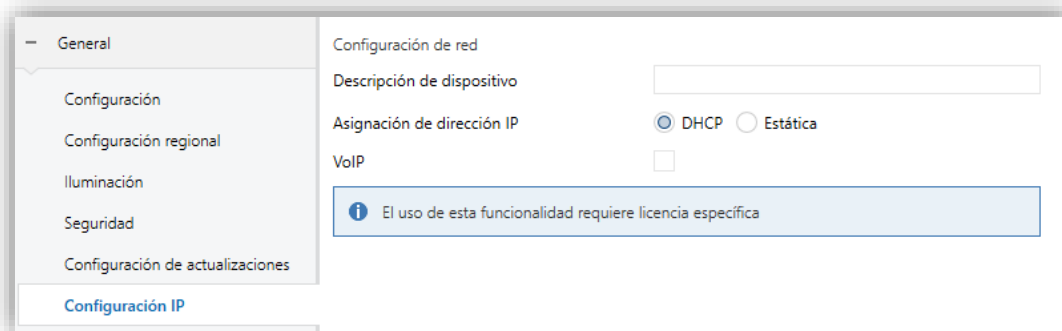 General
Configuración
Configuración regional
Iluminación
Seguridad
Configuración de actualizaciones
Configuración IP
Configuración de red
Descripción de dispositivo
Asignación de dirección IP DHCP Estática
VoIP
El uso de esta funcionalidad requiere licencia específica